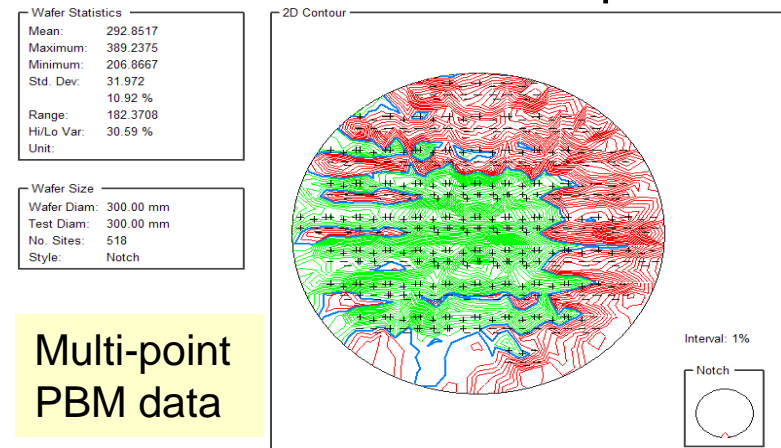 Wafer Statistics
Mean: 292.8517
Maximum: 389.2375
Minimum: 206.8667
Std. Dev: 31.972
10.92 %
Range: 182.3708
Hi/Lo Var: 30.59 %
Unit:
Wafer Size
Wafer Diam: 300.00 mm
Test Diam: 300.00 mm
No. Sites: 518
Style: Notch
Multi-point
PBM data
2D Contour
Interval: 1%
Notch